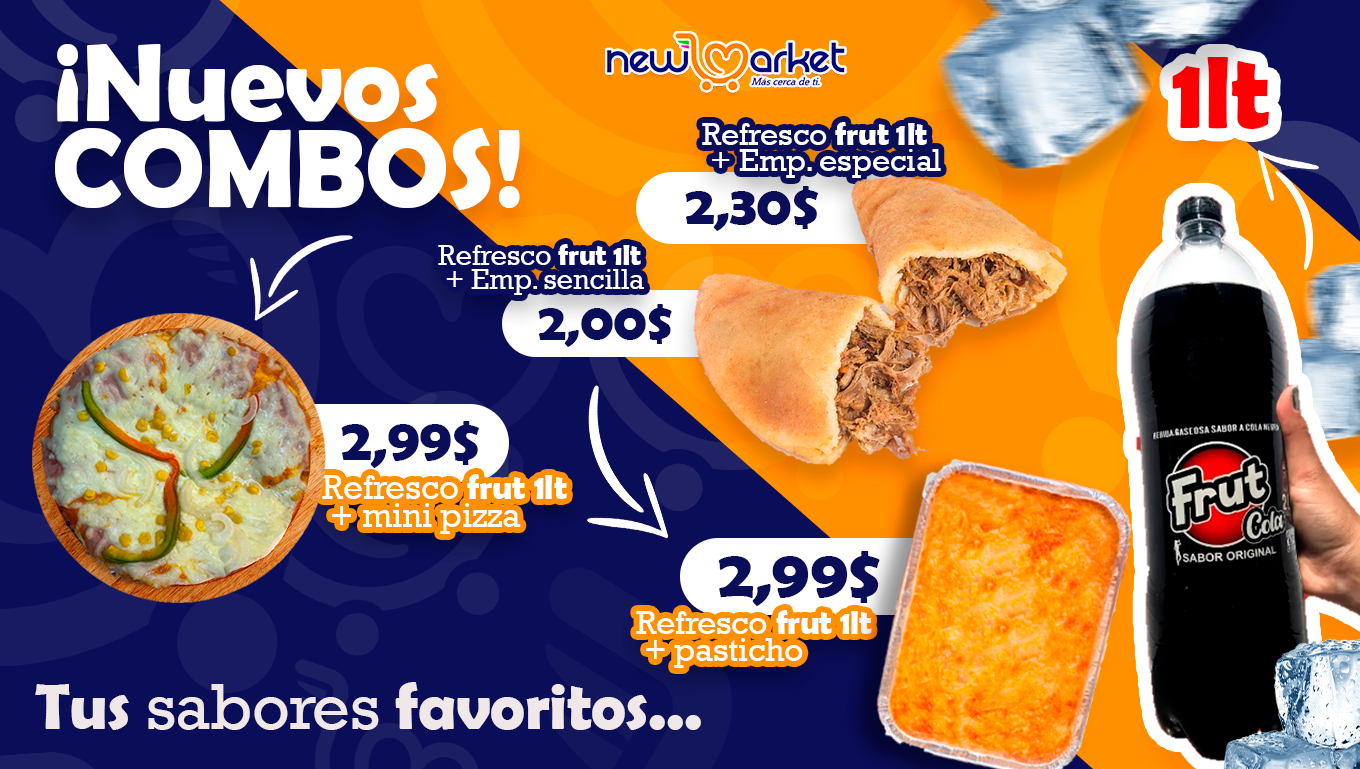 ¡Nuevos
COMBOS!
new market
Más cerca de ti.
1lt
Refresco frut 1lt
+ Emp. especial
2,30$
Refresco frut 1lt
+ Emp. sencilla
2,00$
2,99$
Refresco frut 1lt
+ mini pizza
2,99$
Refresco frut 1lt
+ pasticho
BEBIDA GASEOSA SABOR A COLA NEGRA
Frut
Cola
SABOR ORIGINAL
Tus sabores favoritos...